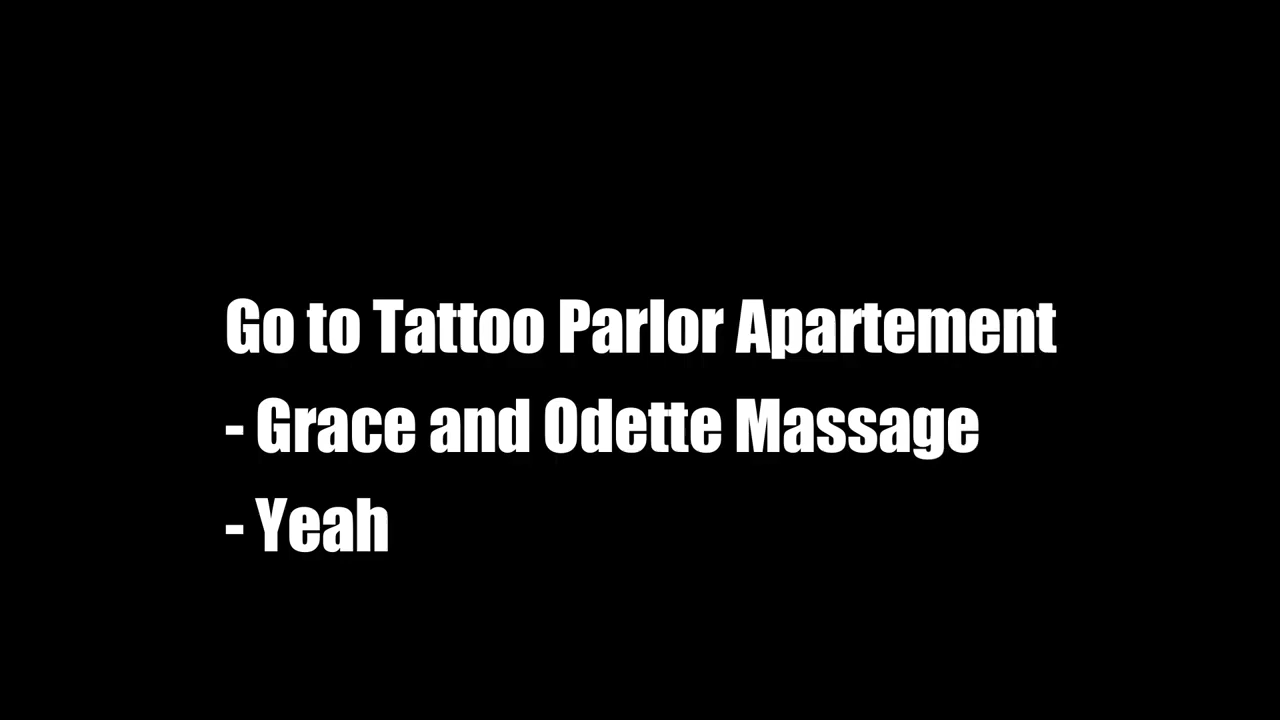 Go to Tattoo Parlor Apartement
- Grace and Odette Massage
- Yeah